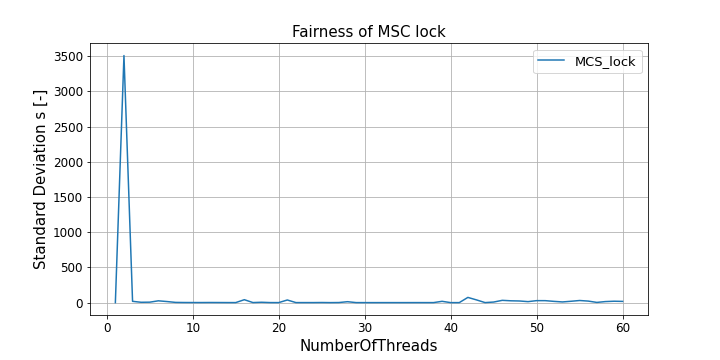 Fairness of MSC lock
MCS_lock
Standard Deviation s [-]
3500
3000
2500
2000
1500
1000
500
0
0 10 20 30 40 50 60
NumberOfThreads